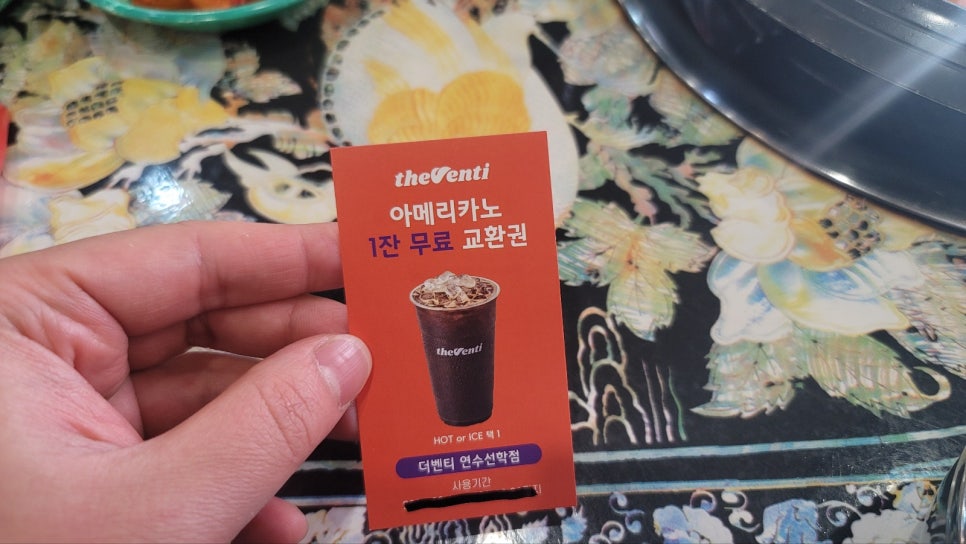 theVenti
아메리카노
1잔 무료 교환권
theVenti
HOT or ICE 택 1
더벤티 연수선학점
사용기간